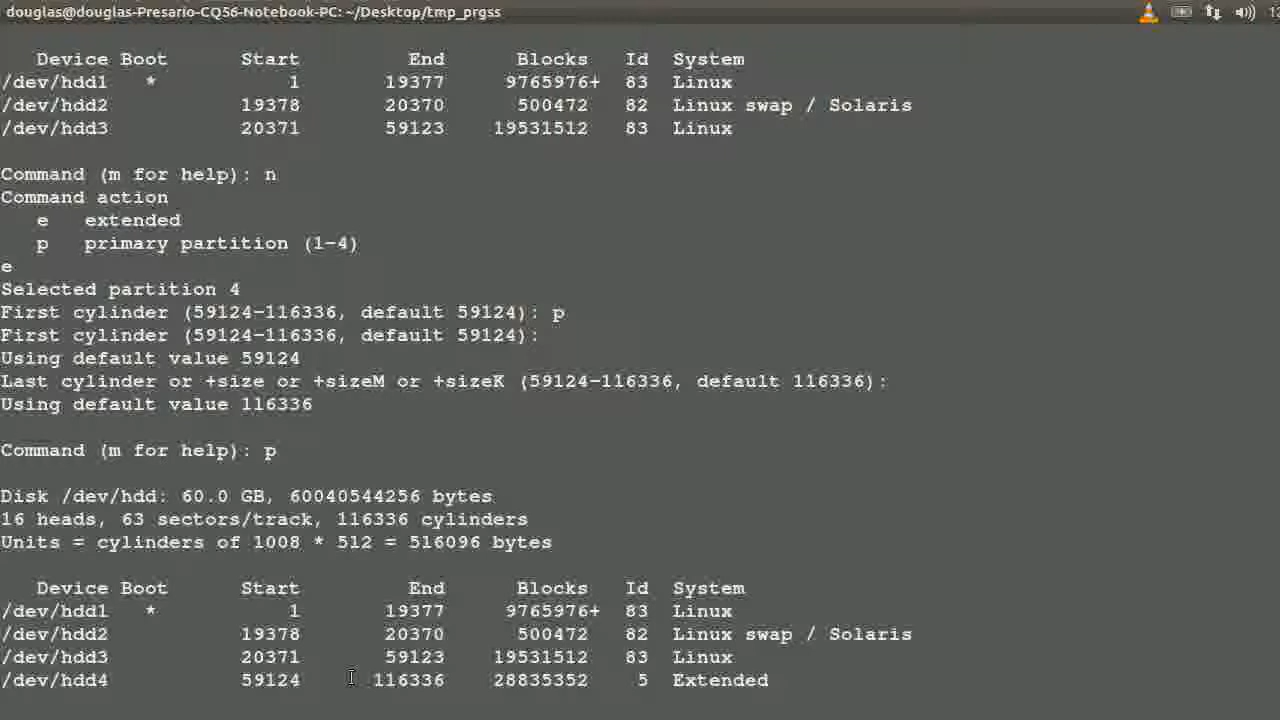 douglas@douglas-Presario-CQ56-Notebook-PC: ~/Desktop/tmp_prgss
Device Boot Start End Blocks Id System
/dev/hdd1 * 1 19377 9765976+ 83 Linux
/dev/hdd2 19378 20370 500472 82 Linux swap / Solaris
/dev/hdd3 20371 59123 19531512 83 Linux
Command (m for help): n
Command action
e extended
p primary partition (1-4)
e
Selected partition 4
First cylinder (59124-116336, default 59124): p
First cylinder (59124-116336, default 59124):
Using default value 59124
Last cylinder or +size or +sizeM or +sizeK (59124-116336, default 116336):
Using default value 116336
Command (m for help): p
Disk /dev/hdd: 60.0 GB, 60040544256 bytes
16 heads, 63 sectors/track, 116336 cylinders
Units = cylinders of 1008 * 512 = 516096 bytes
Device Boot Start End Blocks Id System
/dev/hdd1 * 1 19377 9765976+ 83 Linux
/dev/hdd2 19378 20370 500472 82 Linux swap / Solaris
/dev/hdd3 20371 59123 19531512 83 Linux
/dev/hdd4 59124 116336 28835352 5 Extended